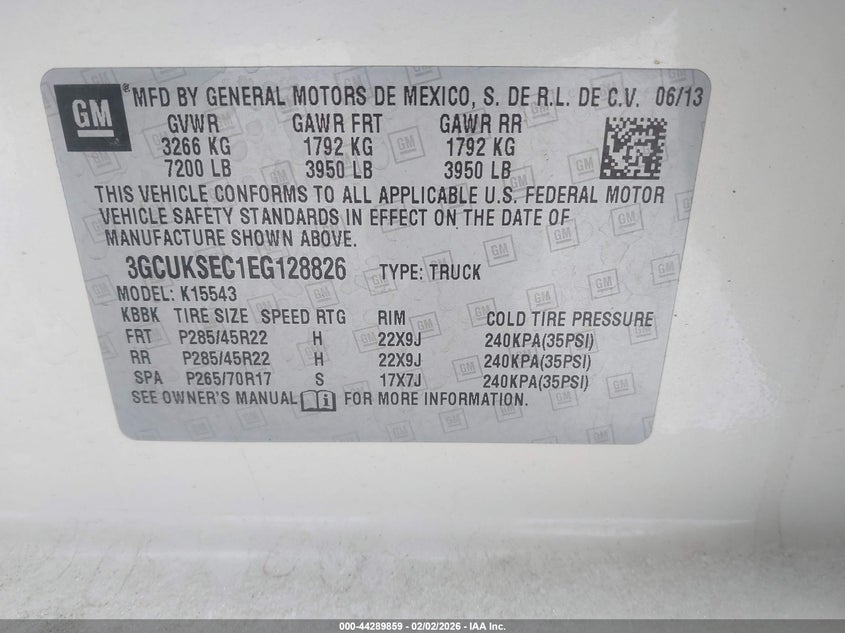 GM ® MFD BY GENERAL MOTORS DE MEXICO, S. DE R.L. DE C.V. 06/13
GVWR GAWR FRT GAWR RR
3266 KG 1792 KG 1792 KG
7200 LB 3950 LB 3950 LB
THIS VEHICLE CONFORMS TO ALL APPLICABLE U.S. FEDERAL MOTOR
VEHICLE SAFETY STANDARDS IN EFFECT ON THE DATE OF
MANUFACTURE SHOWN ABOVE.
3GCUKSEC1EG128826 TYPE: TRUCK
MODEL: K15543
KBBK TIRE SIZE SPEED RTG RIM COLD TIRE PRESSURE
FRT P285/45R22 H 22X9J 240KPA(35PSI)
RR P285/45R22 H 22X9J 240KPA(35PSI)
SPA P265/70R17 S 17X7J 240KPA(35PSI)
SEE OWNER'S MANUAL FOR MORE INFORMATION.
000-44289859 - 02/02/2026 - IAA Inc.